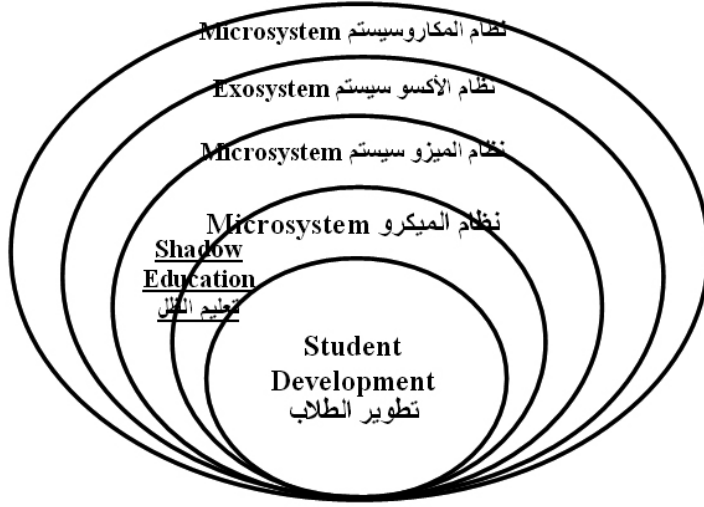 نظام المكاروسيستم Microsystem
نظام الأكسو سيستم Exosystem
نظام الميزو سيستم Microsystem
نظام الميكرو Microsystem
Shadow
Education
تعليم الظل
Student
Development
تطوير الطلاب